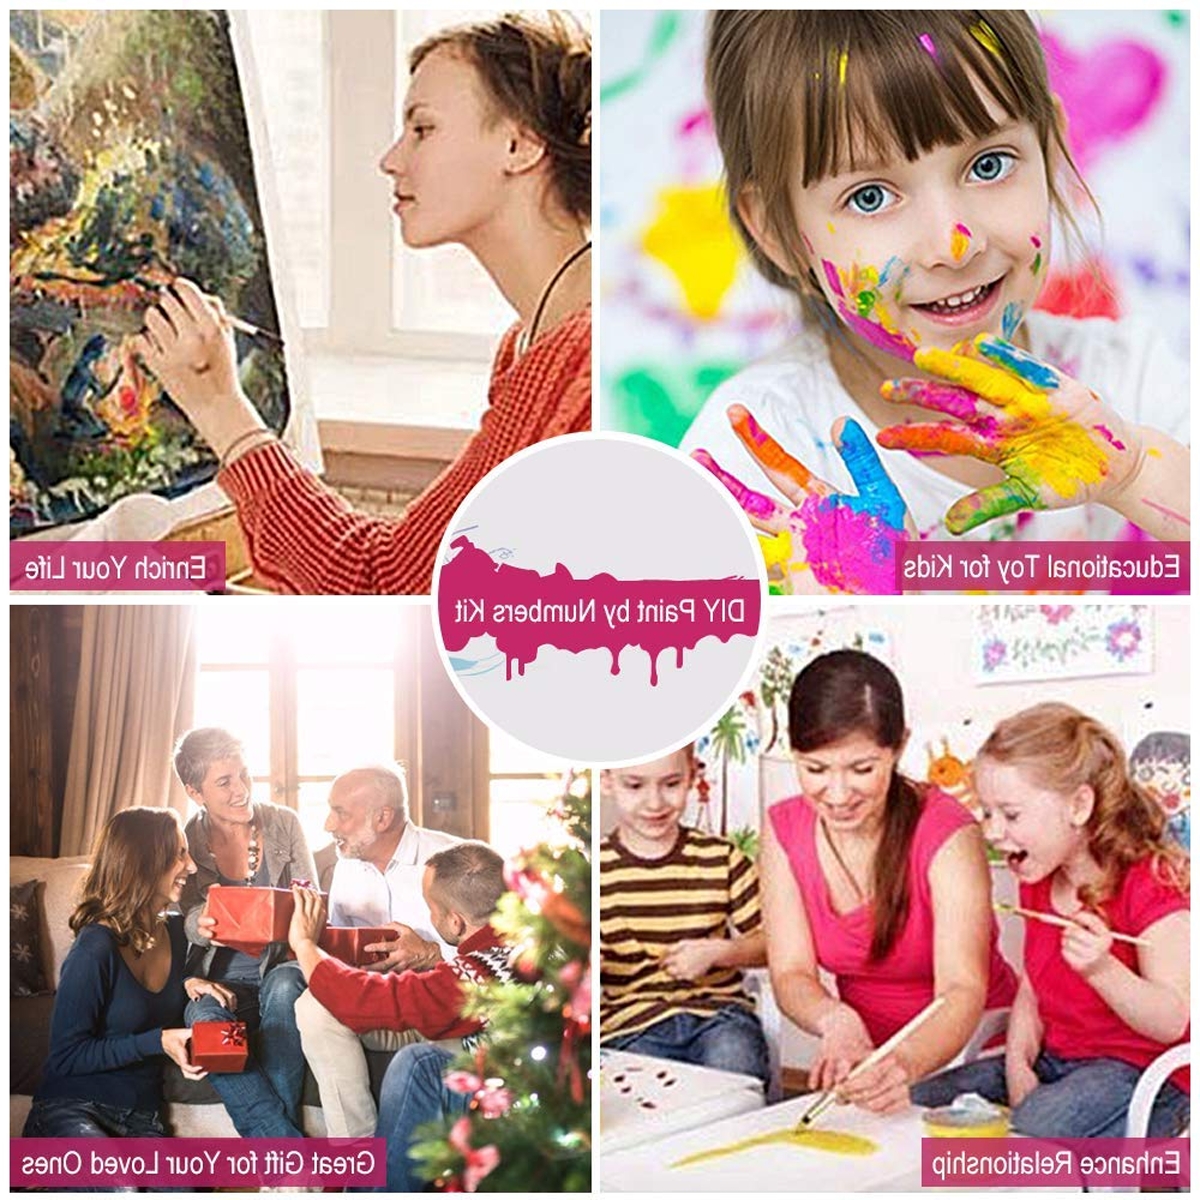 Enrich Your Life
Educational Toy for Kids
DIY Paint by Numbers Kit
Great Gift for Your Loved Ones
Enhance Relationship